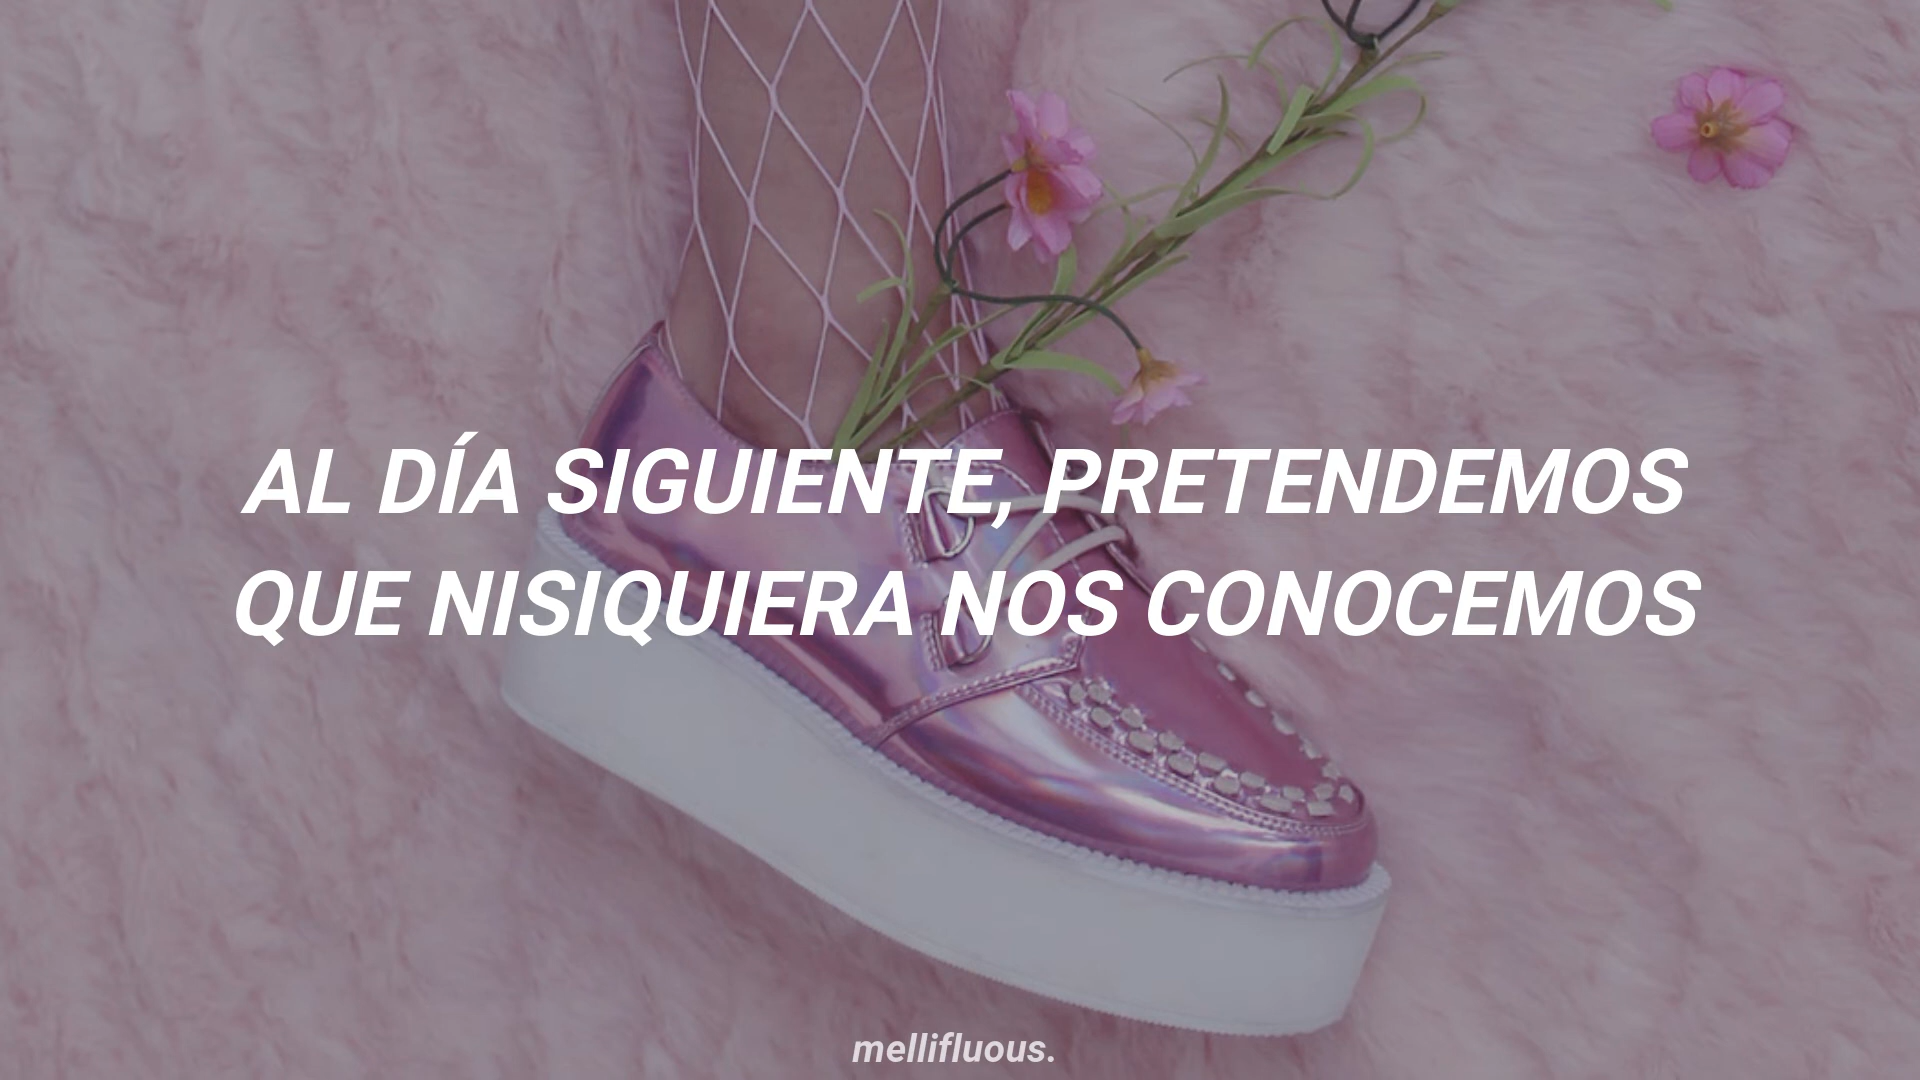 AL DÍA SIGUIENTE, PRETENDEMOS
QUE NISIQUIERA NOS CONOCEMOS
mellifluous.